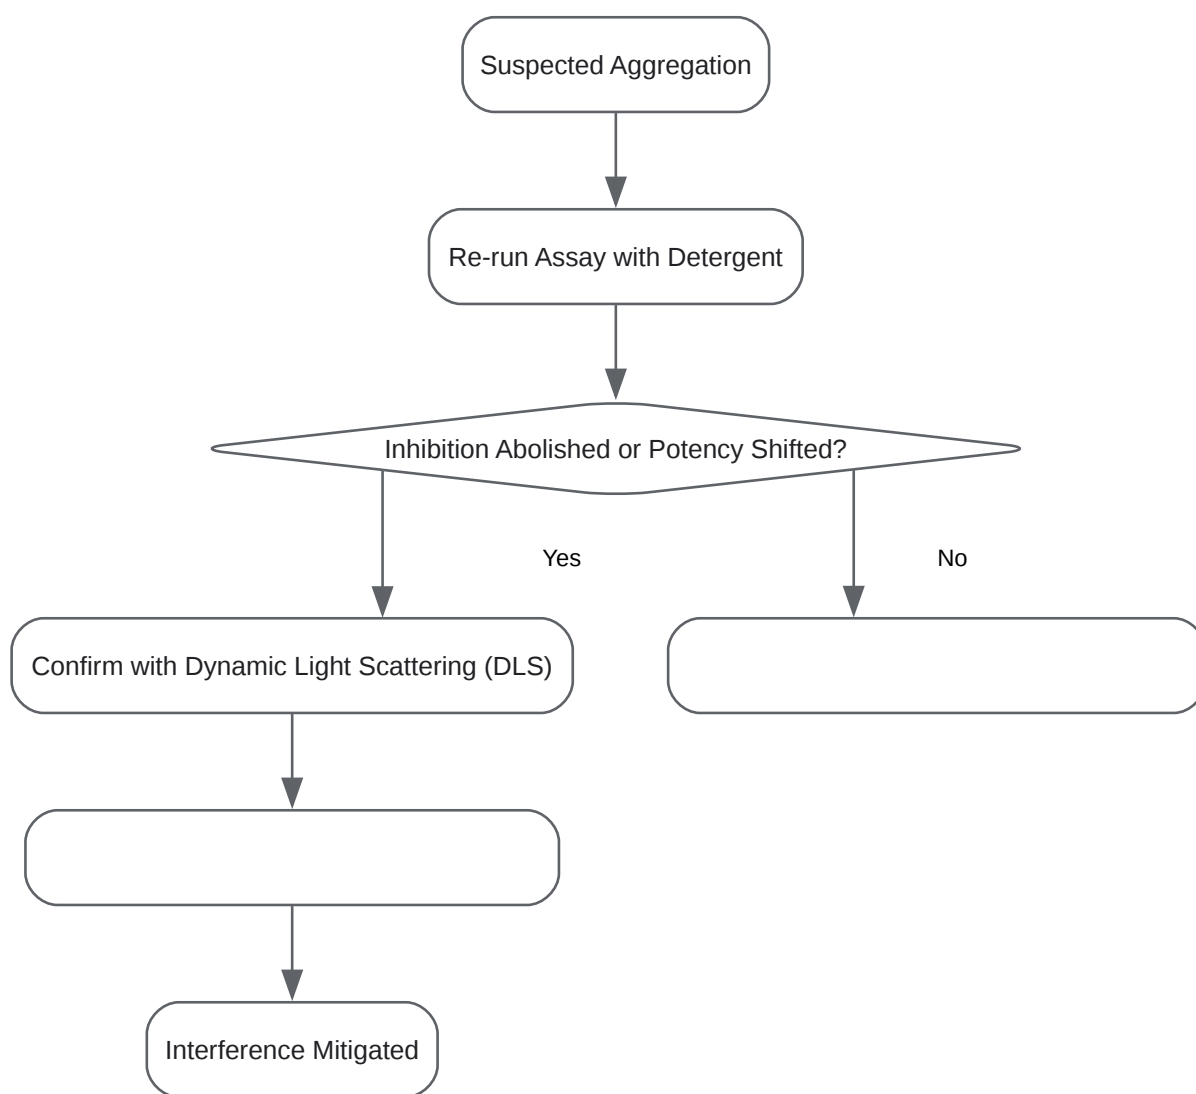 Suspected Aggregation
Re-run Assay with Detergent
Inhibition Abolished or Potency Shifted?
Yes
No
Confirm with Dynamic Light Scattering (DLS)
Interference Mitigated